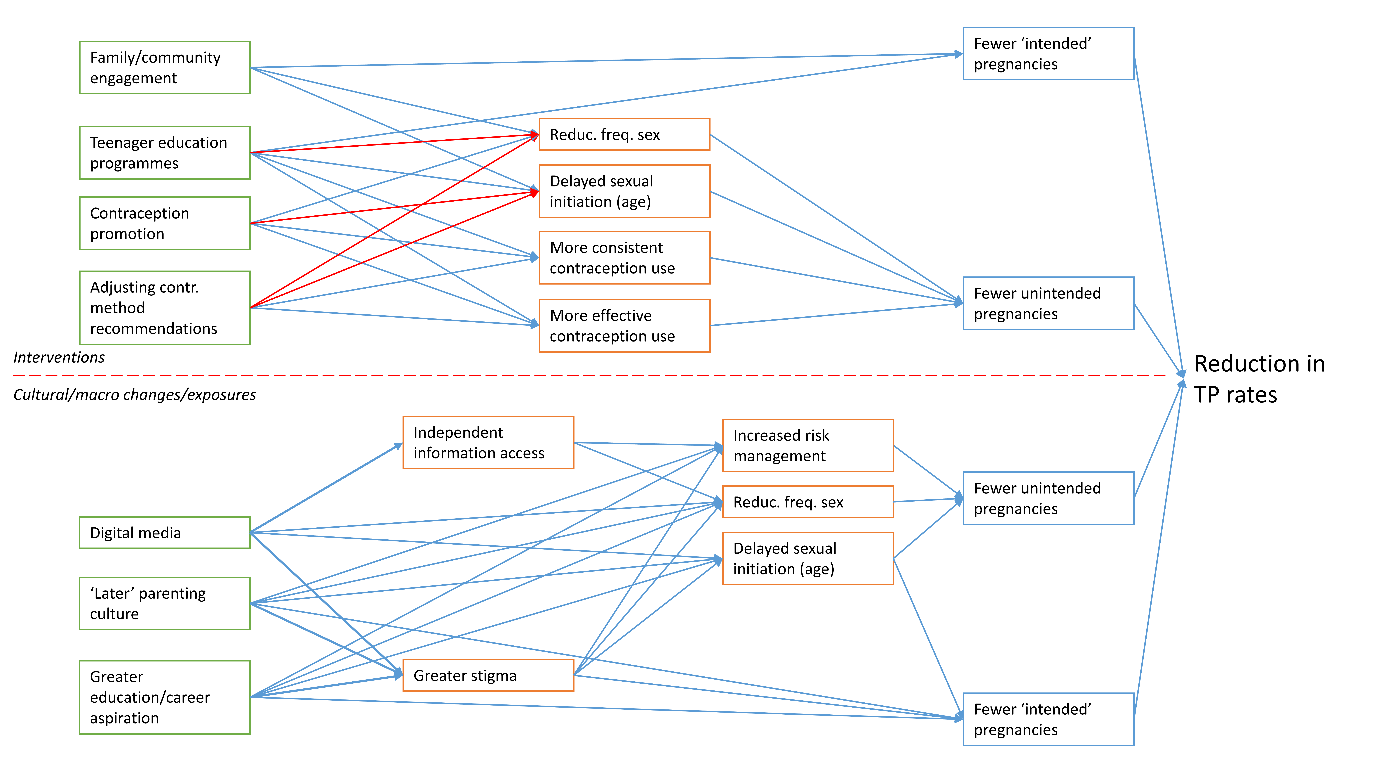 Family/community
engagement
Fewer ‘intended’
pregnancies
Teenager education
programmes
Reduc. freq. sex
Contraception
promotion
Delayed sexual
initiation (age)
More consistent
contraception use
Adjusting contr.
method
recommendations
More effective
contraception use
Fewer unintended
pregnancies
Interventions
Reduction in
TP rates
Cultural/macro changes/exposures
Independent
information access
Increased risk
management
Reduc. freq. sex
Fewer unintended
pregnancies
Digital media
Delayed sexual
initiation (age)
‘Later’ parenting
culture
Greater stigma
Greater
education/career
aspiration
Fewer ‘intended’
pregnancies